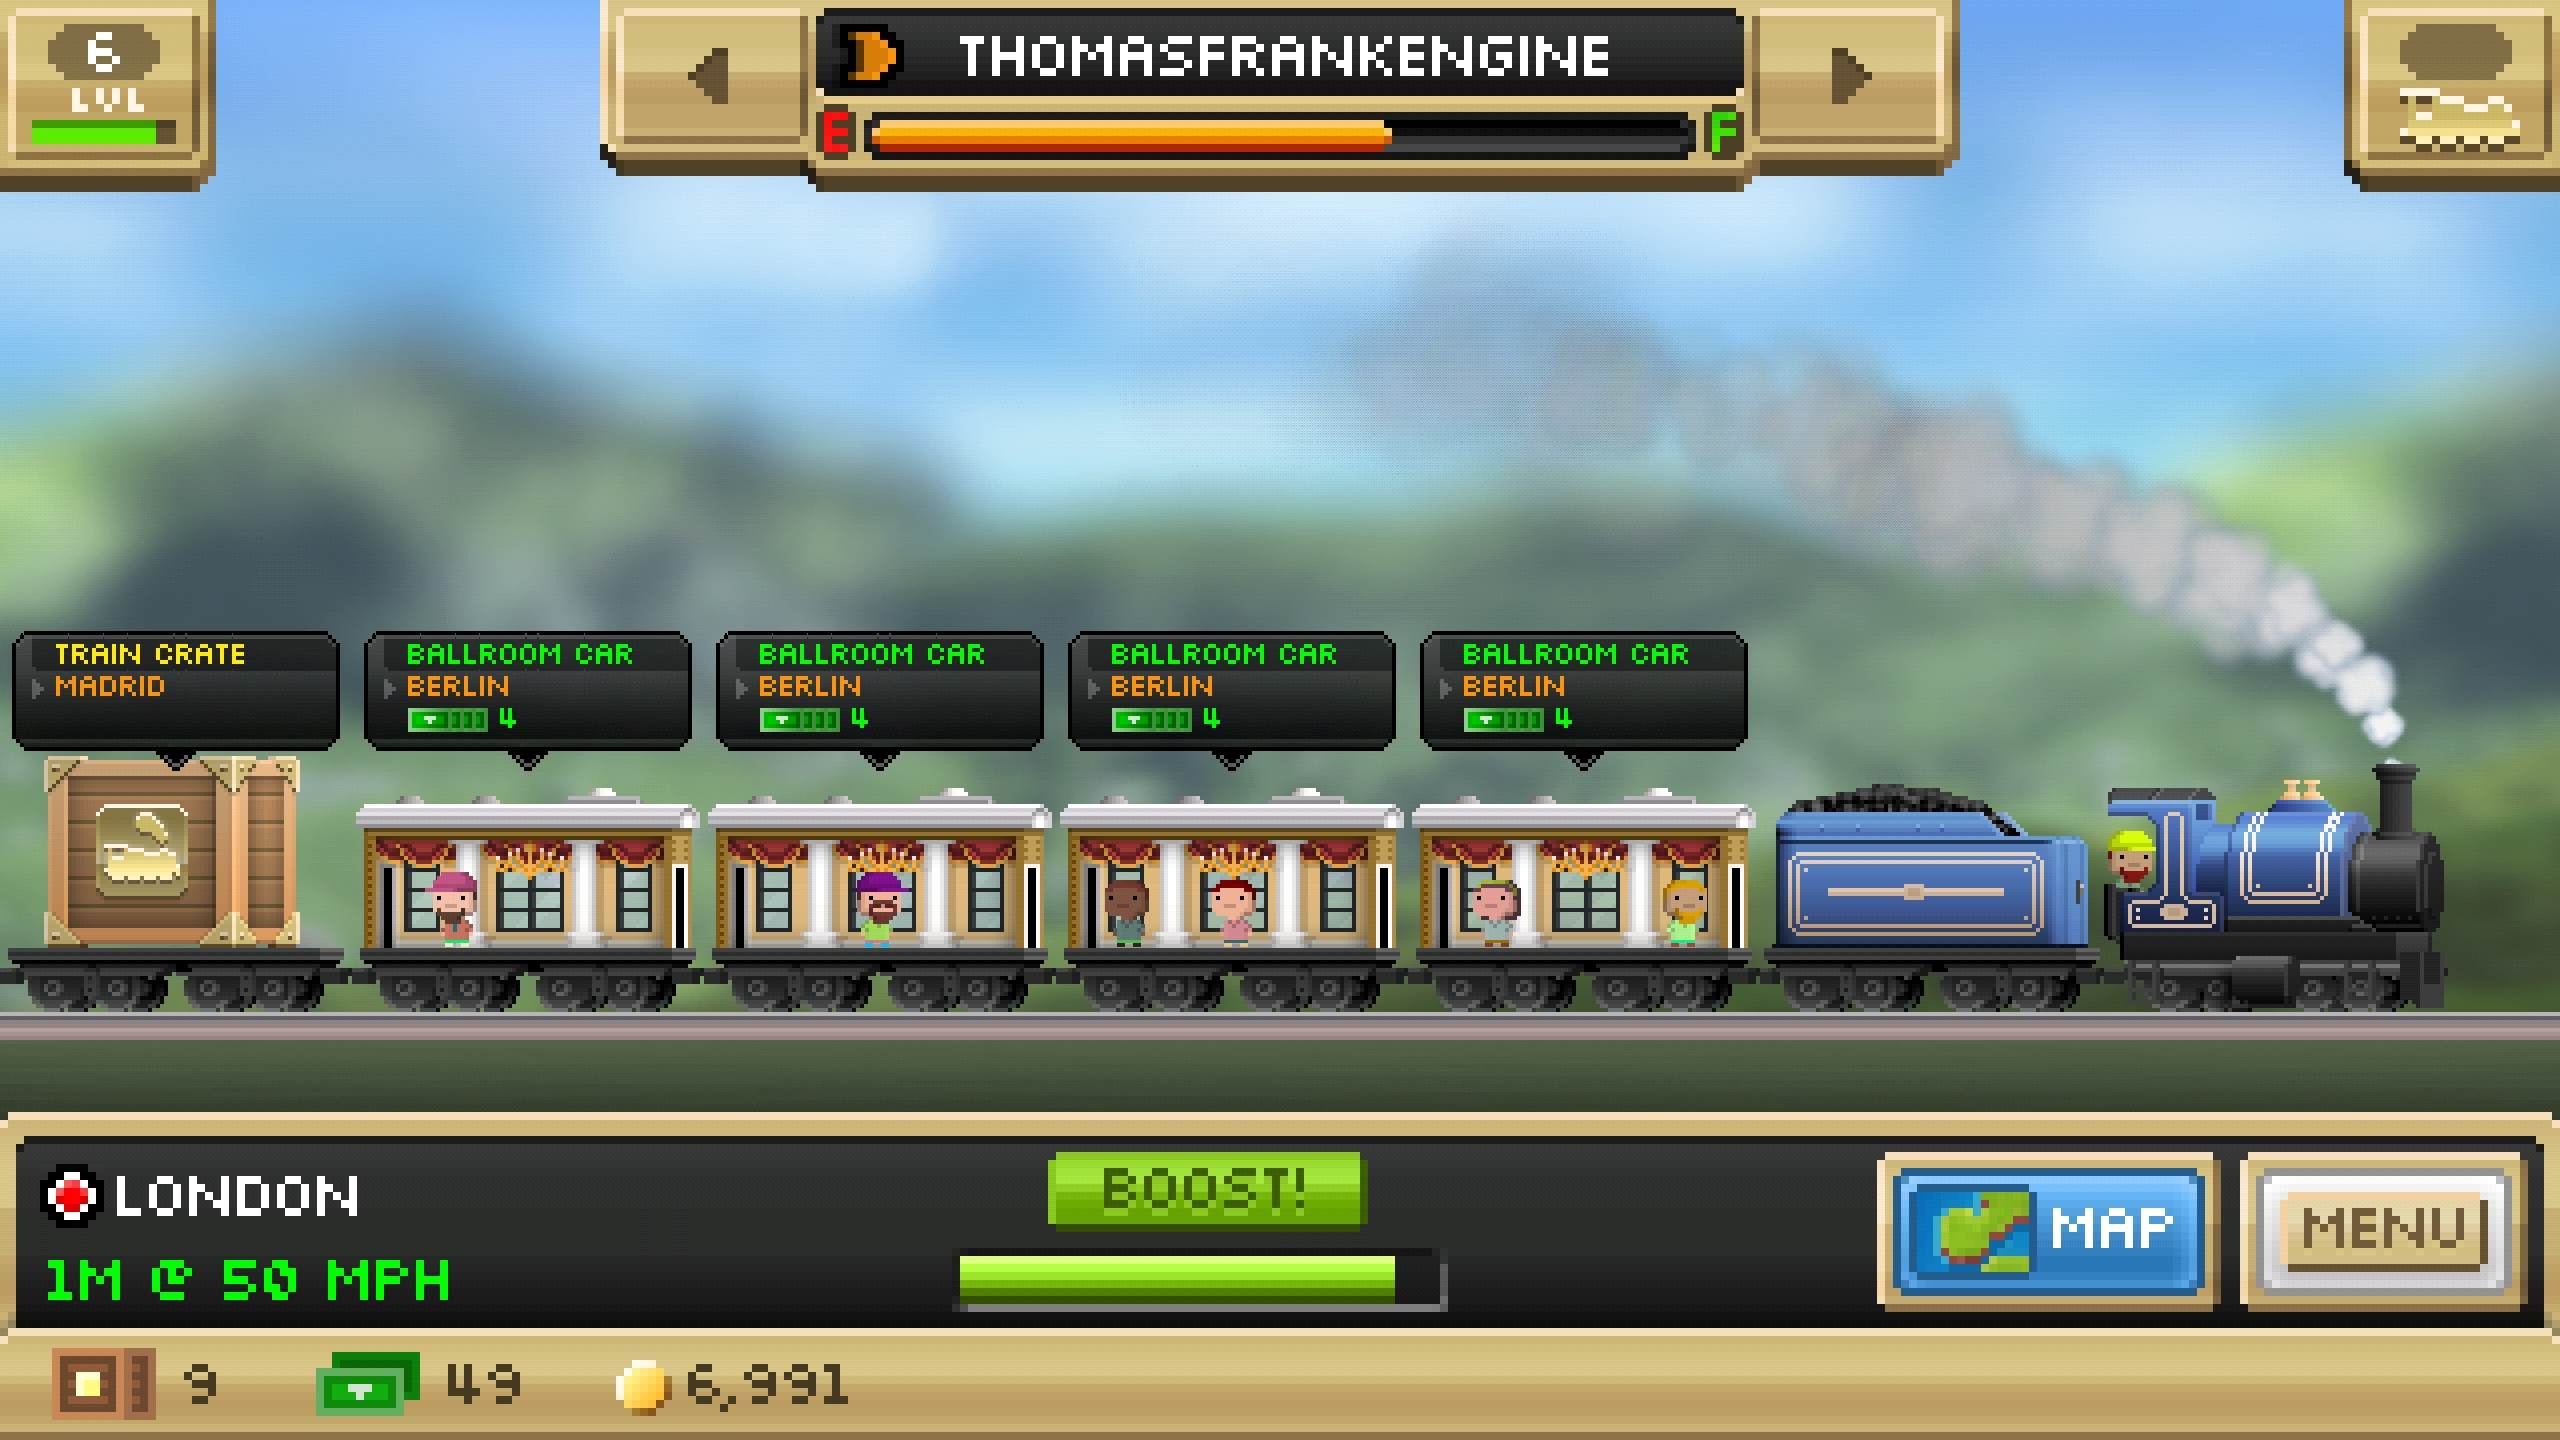 6
LVL
THOMASFRANKENGINE
E F
TRAIN CRATE
MADRID
BALLROOM CAR
BERLIN
4
BALLROOM CAR
BERLIN
4
BALLROOM CAR
BERLIN
4
BALLROOM CAR
BERLIN
4
LONDON
1M @ 50 MPH
BOOST!
MAP
MENU
9 49 6,991